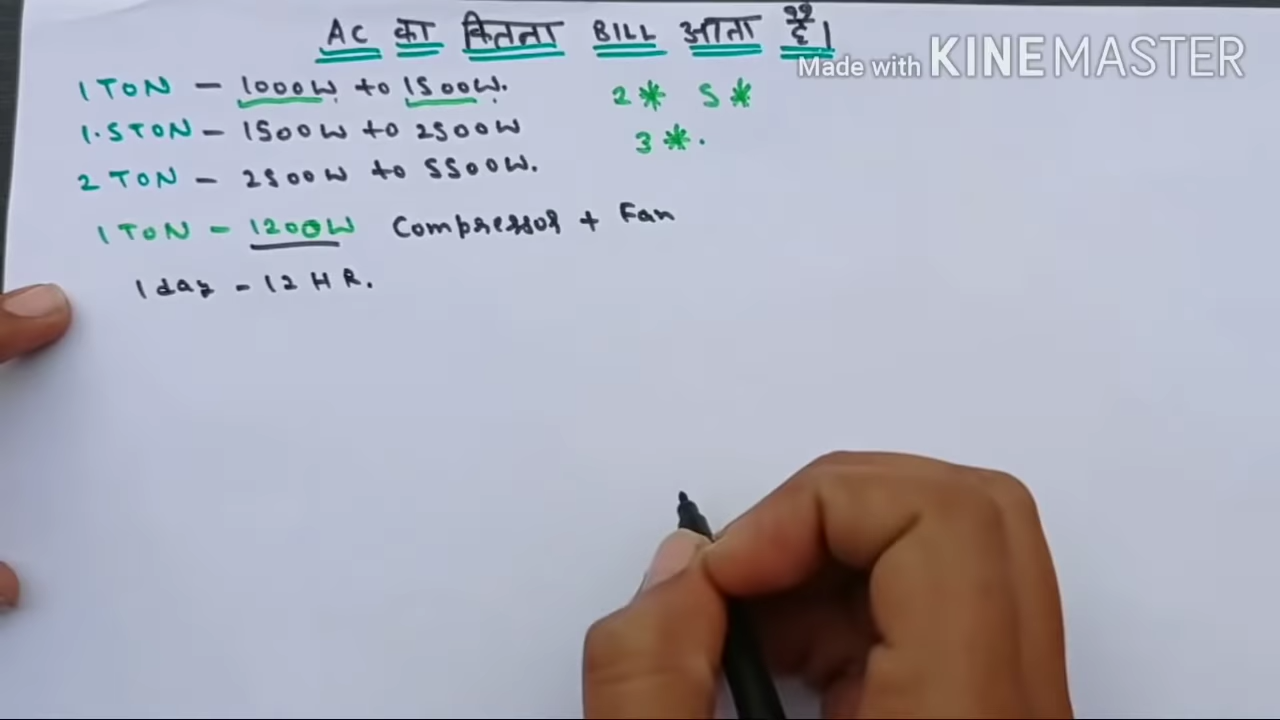 AC का कितना BILL आता है।
Made with KINEMASTER
1 TON - 1000W to 1500W. 2* 5*
1.5 TON - 1500W to 2500W 3*.
2 TON - 2500W to 5500W.
1 TON - 1200W Compressor + Fan
1 day - 12 HR.